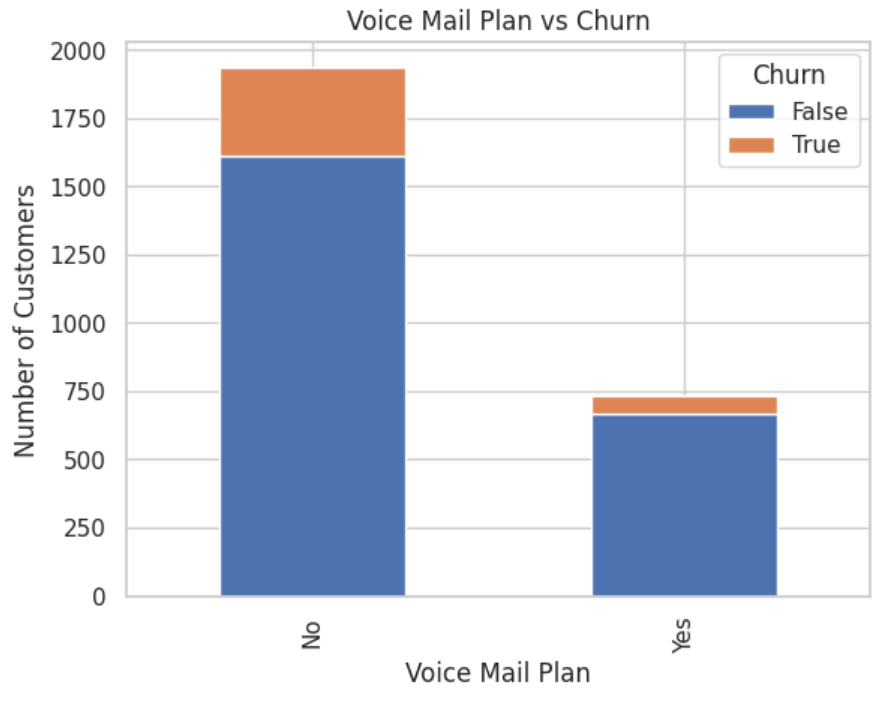 Voice Mail Plan vs Churn
Churn
False
True
Number of Customers
2000
1750
1500
1250
1000
750
500
250
0
No
Yes
Voice Mail Plan